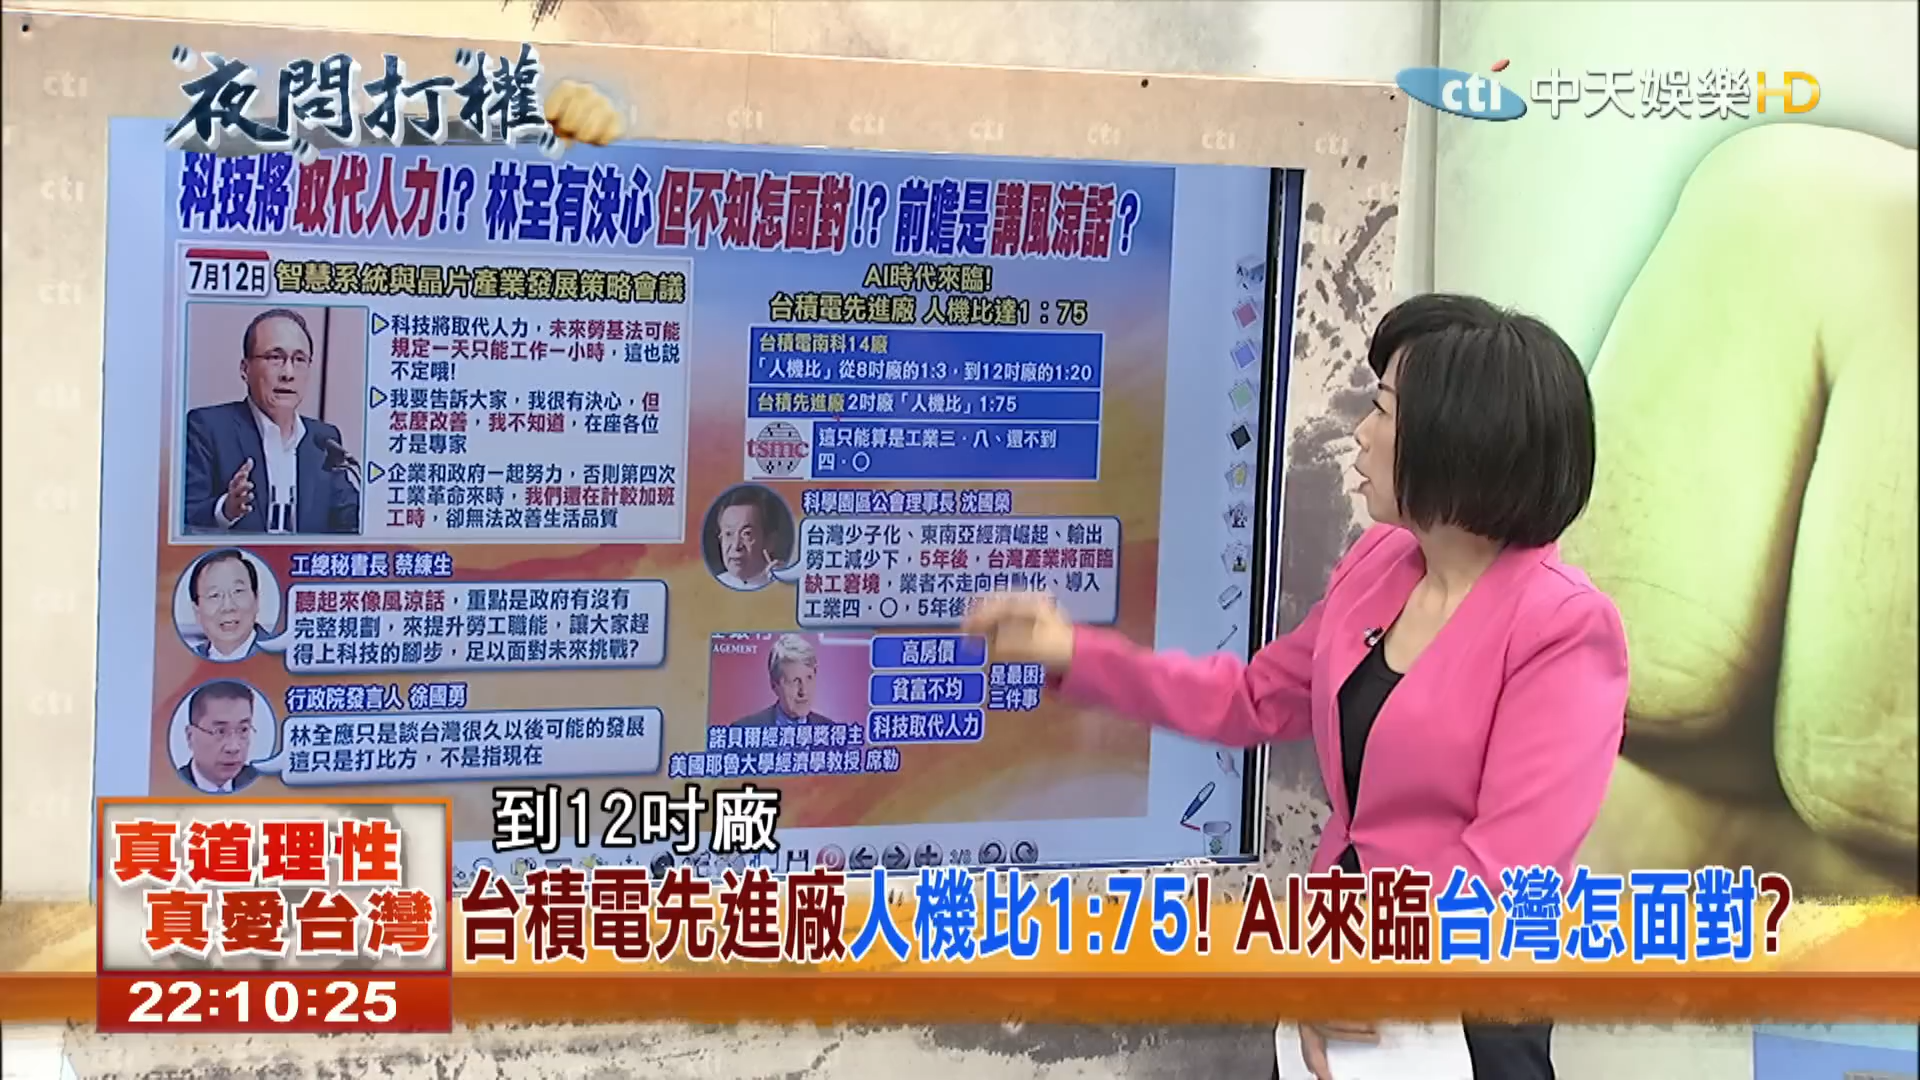 "夜問打權"
cti 中天娛樂HD
科技將取代人力!? 林全有決心但不知怎面對!? 前瞻是講風涼話?
7月12日 智慧系統與晶片產業發展策略會議
科技將取代人力，未來勞基法可能
規定一天只能工作一小時，這也說
不定哦!
我要告訴大家，我很有決心，但
怎麼改善，我不知道，在座各位
才是專家
企業和政府一起努力，否則第四次
工業革命來時，我們還在計較加班
工時，卻無法改善生活品質
工總秘書長 蔡練生
聽起來像風涼話，重點是政府有沒有
完整規劃，來提升勞工職能，讓大家趕
得上科技的腳步，足以面對未來挑戰?
行政院發言人 徐國勇
林全應只是談台灣很久以後可能的發展
這只是打比方，不是指現在
AI時代來臨!
台積電先進廠 人機比達1：75
台積電南科14廠
「人機比」從8吋廠的1:3，到12吋廠的1:20
台積先進廠2吋廠「人機比」1:75
tsmc
這只能算是工業三．八、還不到
四．〇
科學園區公會理事長 沈國榮
台灣少子化、東南亞經濟崛起、輸出
勞工減少下，5年後，台灣產業將面臨
缺工窘境，業者不走向自動化、導入
工業四．〇，5年後
AGEMENT
高房價
貧富不均
科技取代人力
是最困
三件事
諾貝爾經濟學獎得主
美國耶魯大學經濟學教授 席勒
3/8
到12吋廠
真道理性
真愛台灣
台積電先進廠人機比1:75! AI來臨台灣怎面對?
22:10:25